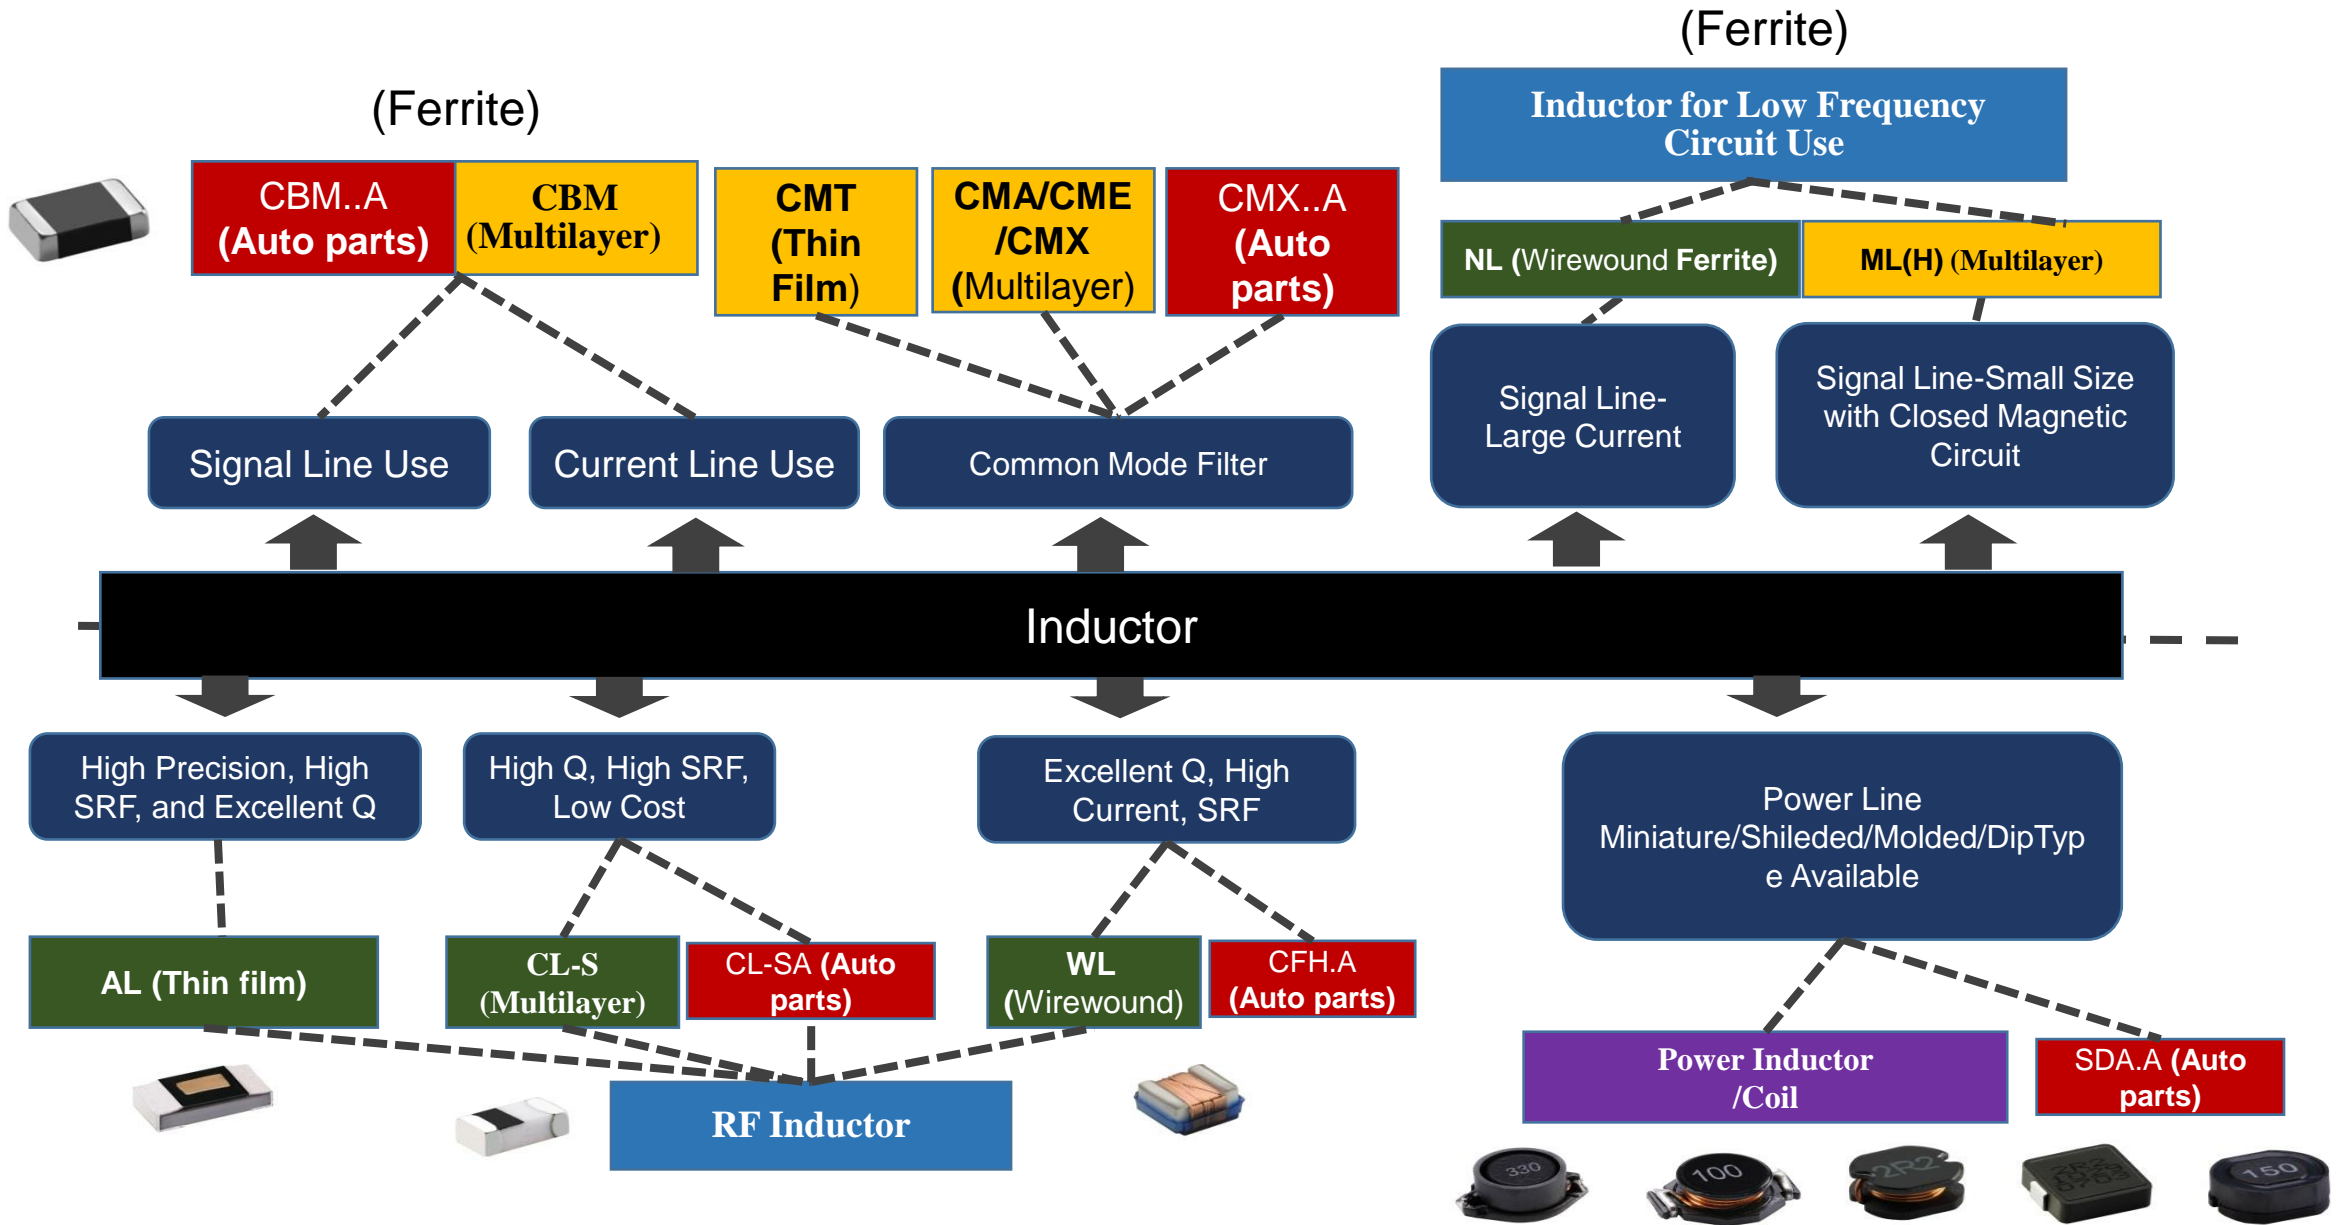 (Ferrite)
Inductor for Low Frequency
Circuit Use
(Ferrite)
CBM..A
(Auto parts)
CBM
(Multilayer)
CMT
(Thin
Film)
CMA/CME
/CMX
(Multilayer)
CMX..A
(Auto
parts)
NL (Wirewound Ferrite)
ML(H) (Multilayer)
Signal Line Use
Current Line Use
Common Mode Filter
Signal Line-
Large Current
Signal Line-Small Size
with Closed Magnetic
Circuit
Inductor
High Precision, High
SRF, and Excellent Q
High Q, High SRF,
Low Cost
Excellent Q, High
Current, SRF
Power Line
Miniature/Shileded/Molded/DipTyp
e Available
AL (Thin film)
CL-S
(Multilayer)
CL-SA (Auto
parts)
WL
(Wirewound)
CFH.A
(Auto parts)
RF Inductor
Power Inductor
/Coil
SDA.A (Auto
parts)
330
100
2R2
2R2
150